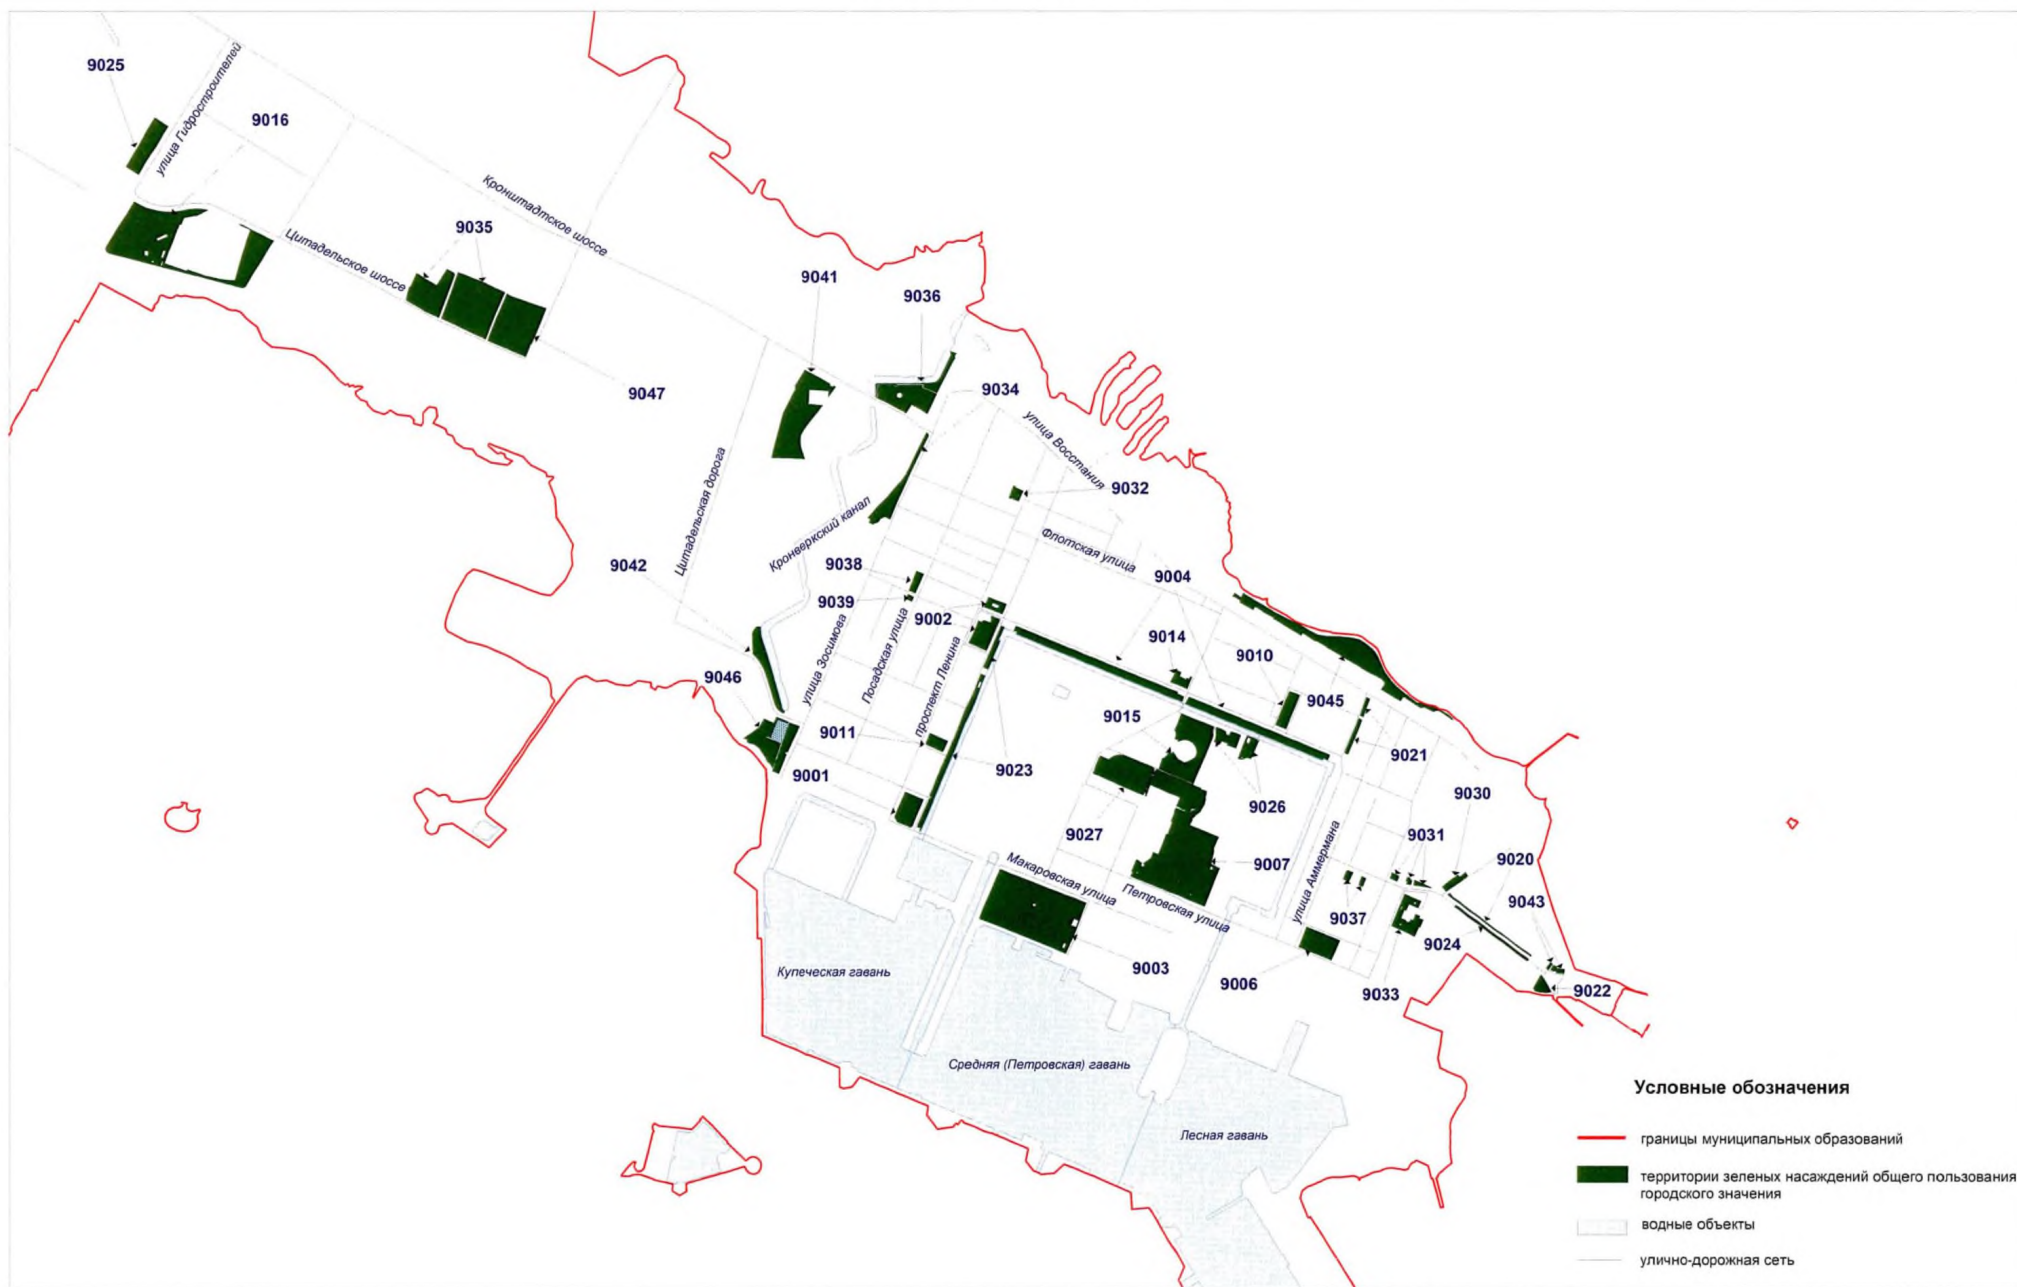 9025
улица Гидростроителей
9016
Кронштадтское шоссе
9035
Цитадельское шоссе
9041
9036
9047
9034
улица Восстания
9032
Цитадельская дорога
Кронверкский канал
Флотская улица
9042
9038
9004
9039
9002
9014
9010
улица Зосимова
Посадская улица
проспект Ленина
9046
9045
9015
9011
9021
9001
9023
9026
9030
9027
9031
9020
Макаровская улица
9007
Петровская улица
улица Аммермана
9037
9043
9024
9003
9006
9033
9022
Купеческая гавань
Средняя (Петровская) гавань
Лесная гавань
Условные обозначения
границы муниципальных образований
территории зеленых насаждений общего пользования
городского значения
водные объекты
улично-дорожная сеть